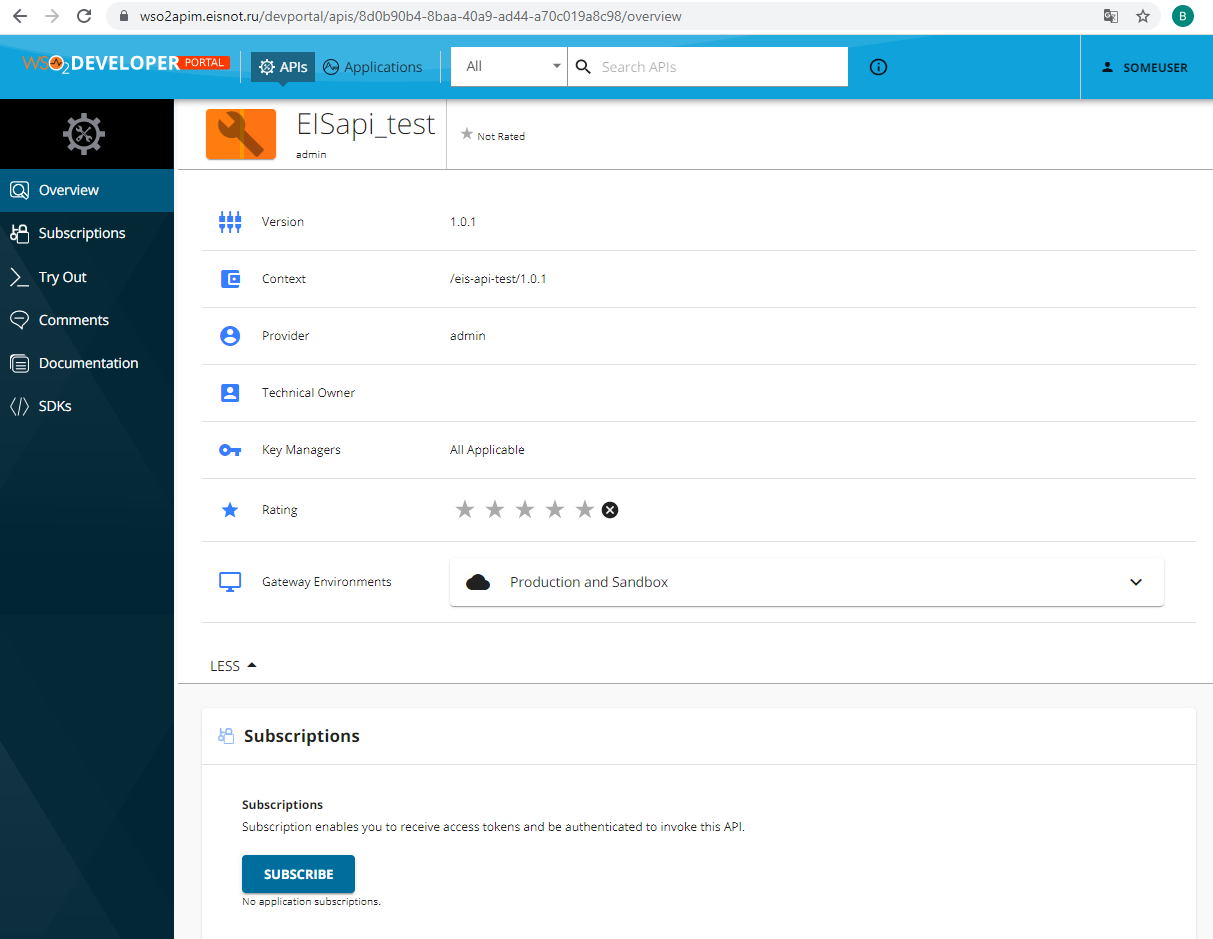 wso2apim.eisnot.ru/devportal/apis/8d0b90b4-8baa-40a9-ad44-a70c019a8c98/overview
B
WSO2 DEVELOPER PORTAL
APIs
Applications
All
Search APIs
SOMEUSER
EISapi_test
admin
Not Rated
Overview
Subscriptions
Try Out
Comments
Documentation
SDKs
Version 1.0.1
Context /eis-api-test/1.0.1
Provider admin
Technical Owner
Key Managers All Applicable
Rating
Gateway Environments Production and Sandbox
LESS
Subscriptions
Subscriptions
Subscription enables you to receive access tokens and be authenticated to invoke this API.
SUBSCRIBE
No application subscriptions.